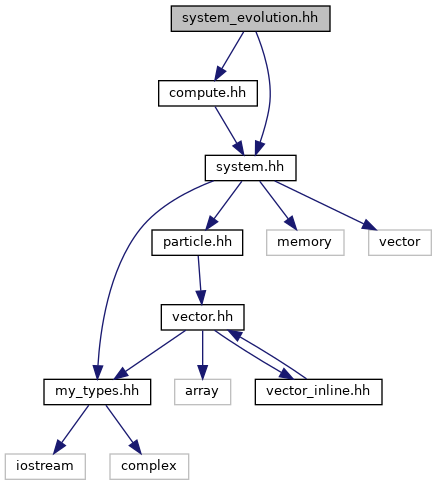 system_evolution.hh
compute.hh
system.hh
particle.hh
memory
vector
vector.hh
my_types.hh
array
vector_inline.hh
iostream
complex